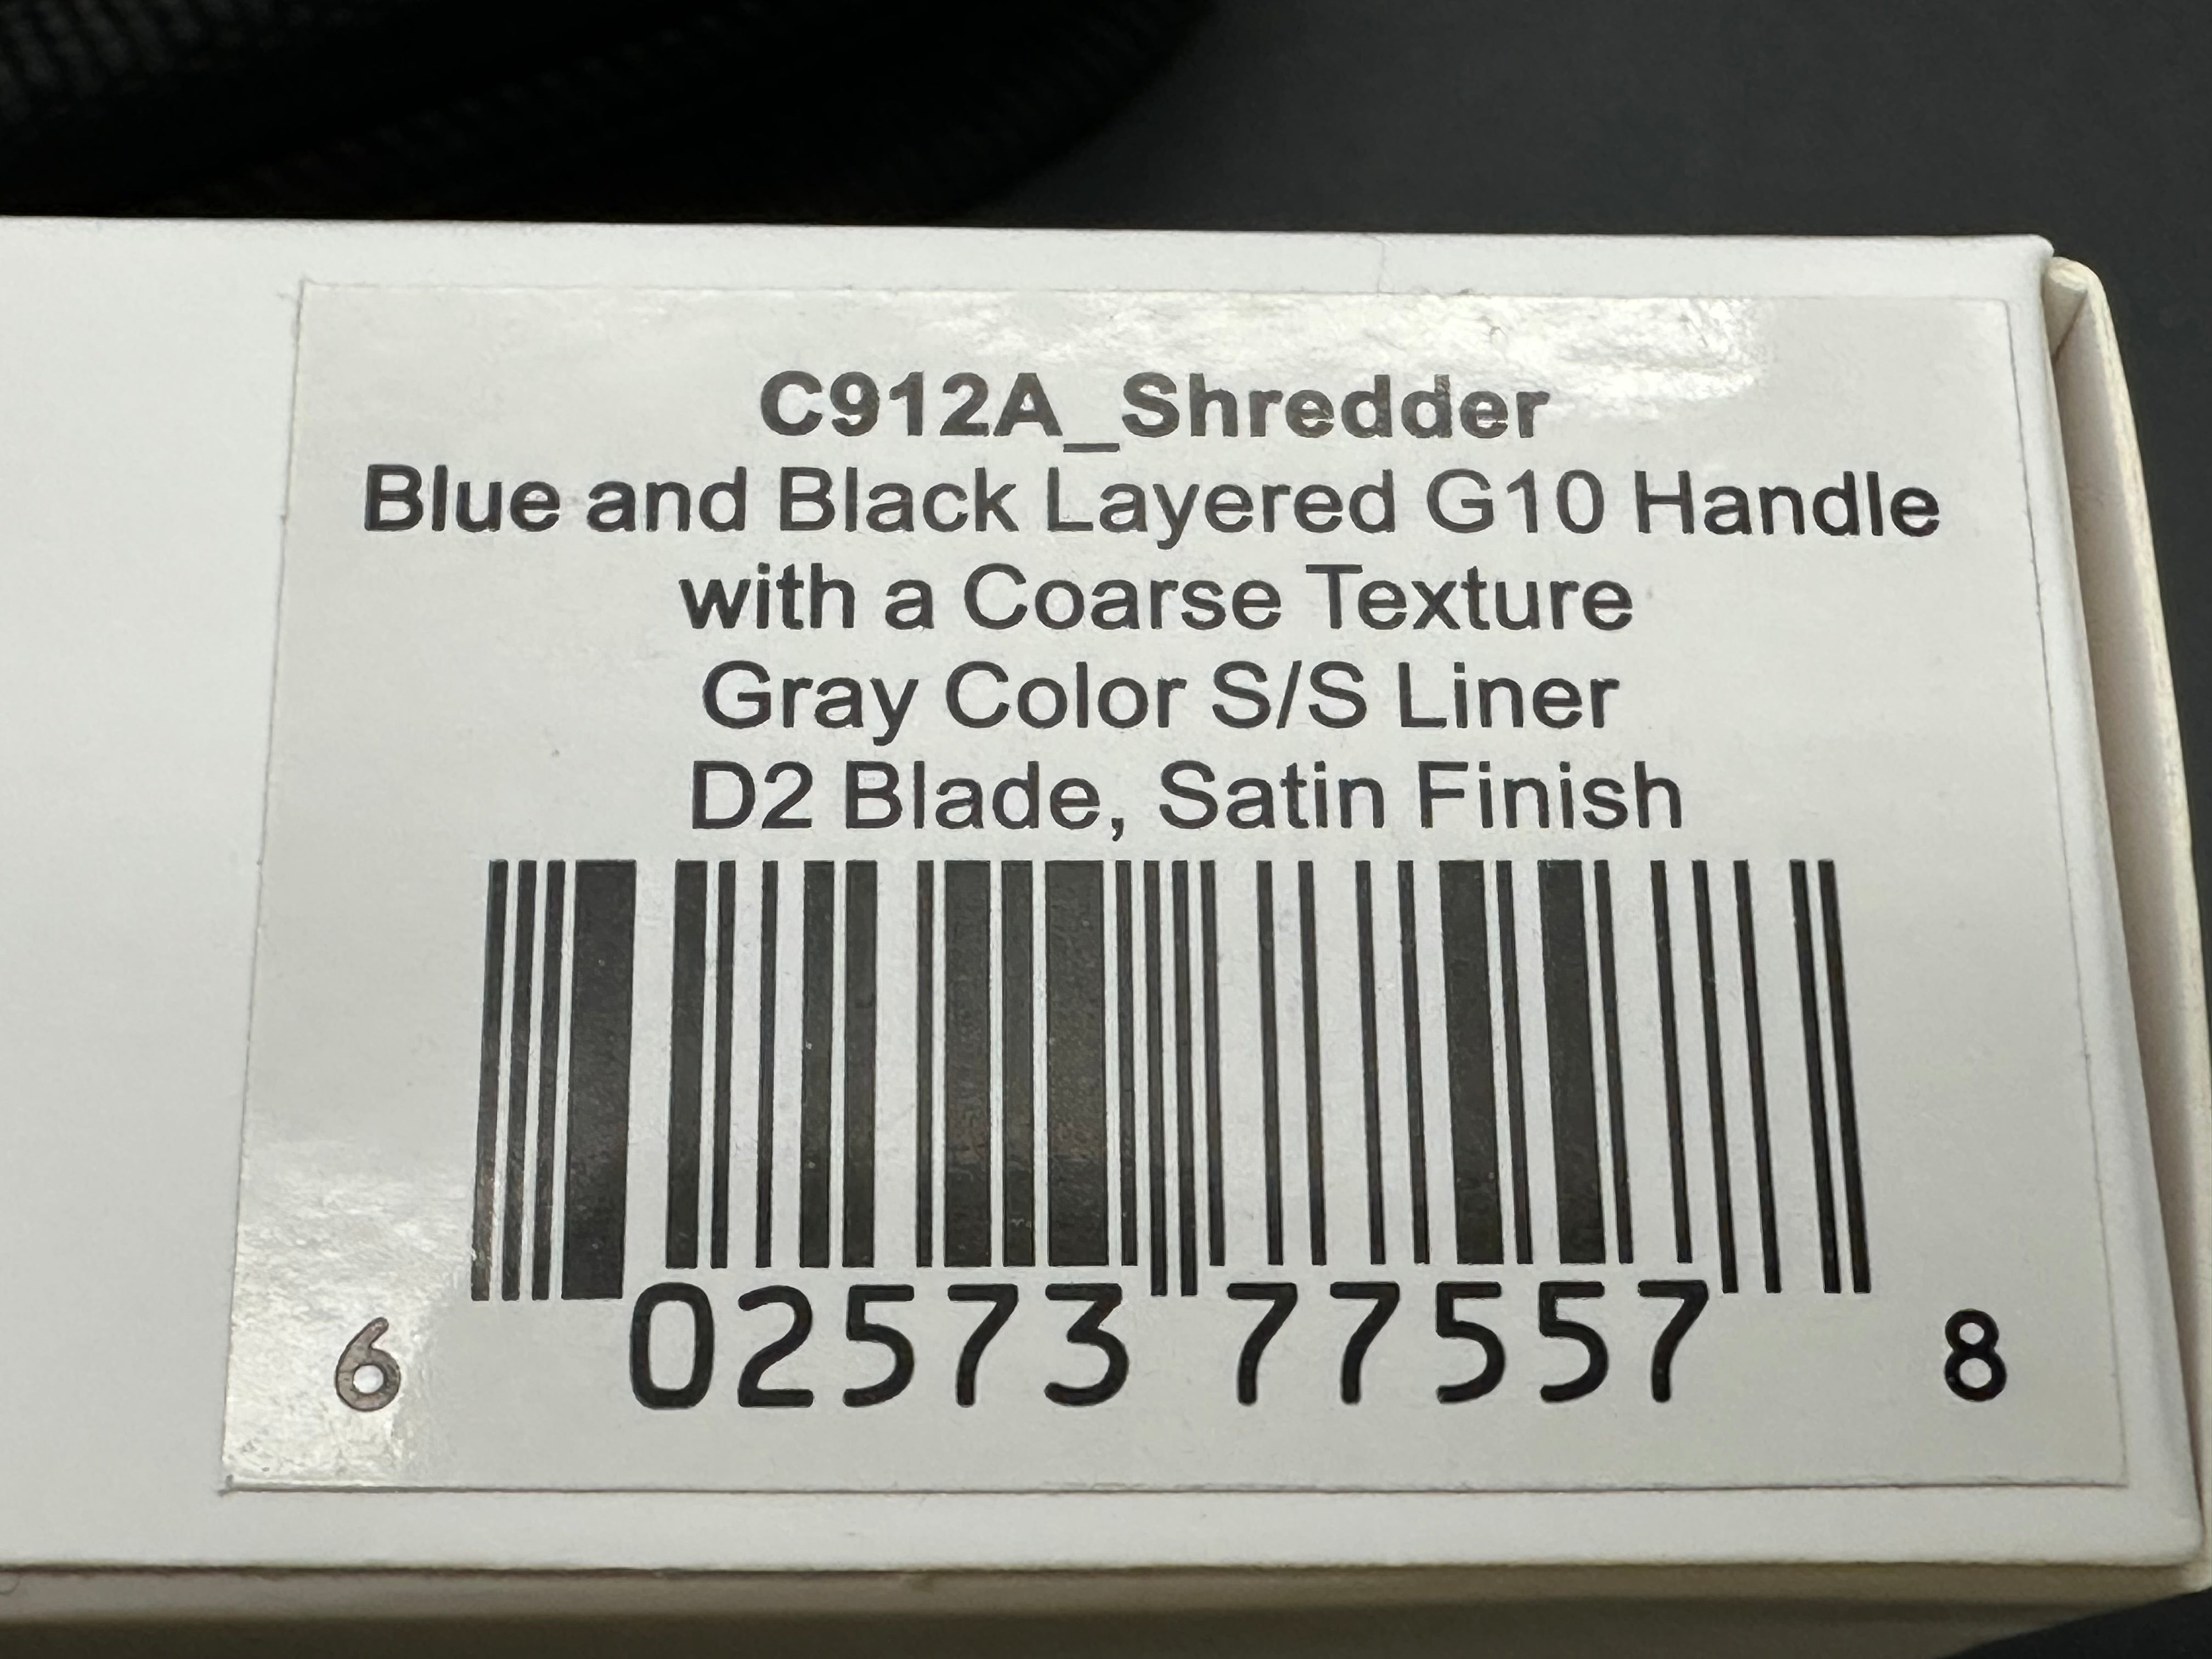 C912A_Shredder
Blue and Black Layered G10 Handle
with a Coarse Texture
Gray Color S/S Liner
D2 Blade, Satin Finish
6 02573 77557 8